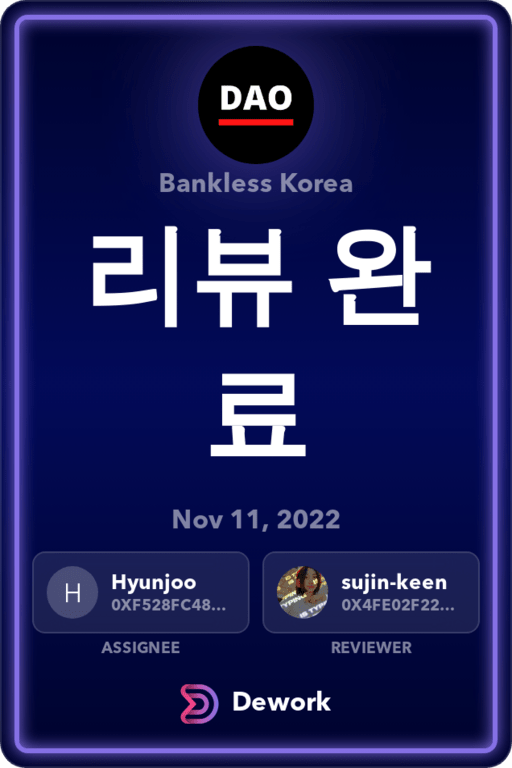 DAO
Bankless Korea
리뷰 완
료
Nov 11, 2022
H
Hyunjoo
0XF528FC48...
sujin-keen
0X4FE02F22...
ASSIGNEE
REVIEWER
Dework